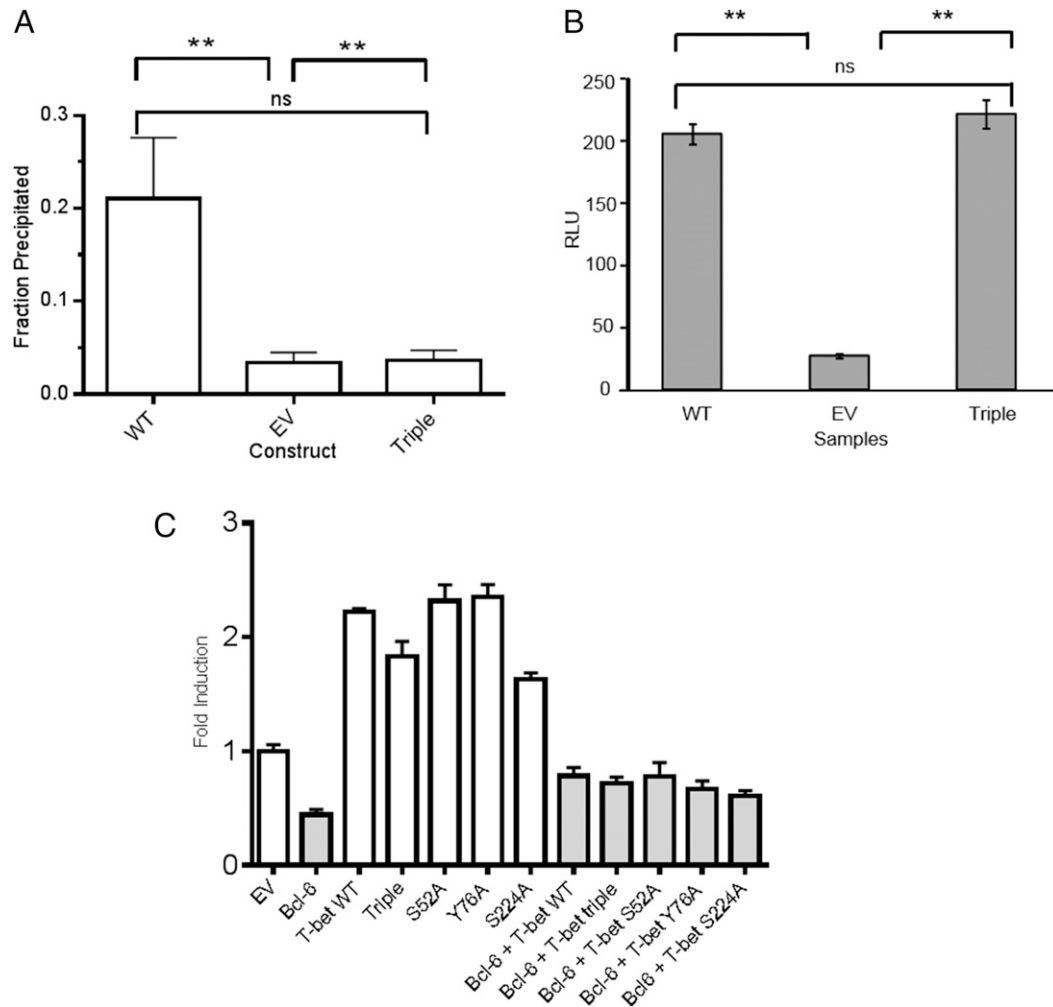 A
** **
ns
0.3
0.2
0.1
0.0
Fraction Precipitated
WT
EV
Triple
Construct
B
** **
ns
250
200
150
100
50
0
RLU
WT EV Triple
Samples
C
3
2
1
0
Fold Induction
EV
Bcl-6
T-bet WT
Triple
S52A
Y76A
S224A
Bcl-6 + T-bet WT
Bcl-6 + T-bet triple
Bcl-6 + T-bet S52A
Bcl-6 + T-bet Y76A
Bcl6 + T-bet S224A